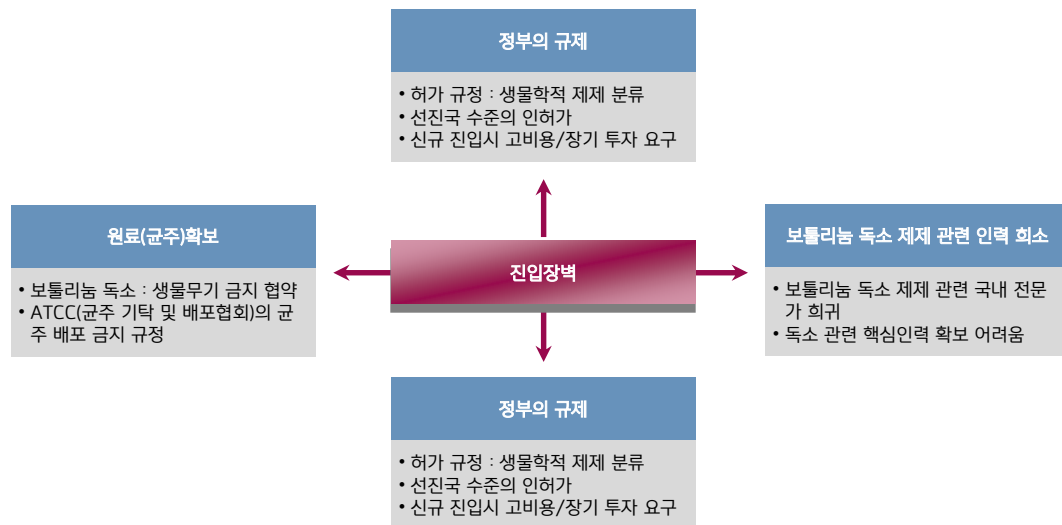 정부의 규제
• 허가 규정 : 생물학적 제제 분류
• 선진국 수준의 인허가
• 신규 진입시 고비용/장기 투자 요구
원료(균주)확보
• 보툴리눔 독소 : 생물무기 금지 협약
• ATCC(균주 기탁 및 배포협회)의 균
주 배포 금지 규정
진입장벽
보툴리눔 독소 제제 관련 인력 희소
• 보툴리눔 독소 제제 관련 국내 전문
가 희귀
• 독소 관련 핵심인력 확보 어려움
정부의 규제
• 허가 규정 : 생물학적 제제 분류
• 선진국 수준의 인허가
• 신규 진입시 고비용/장기 투자 요구